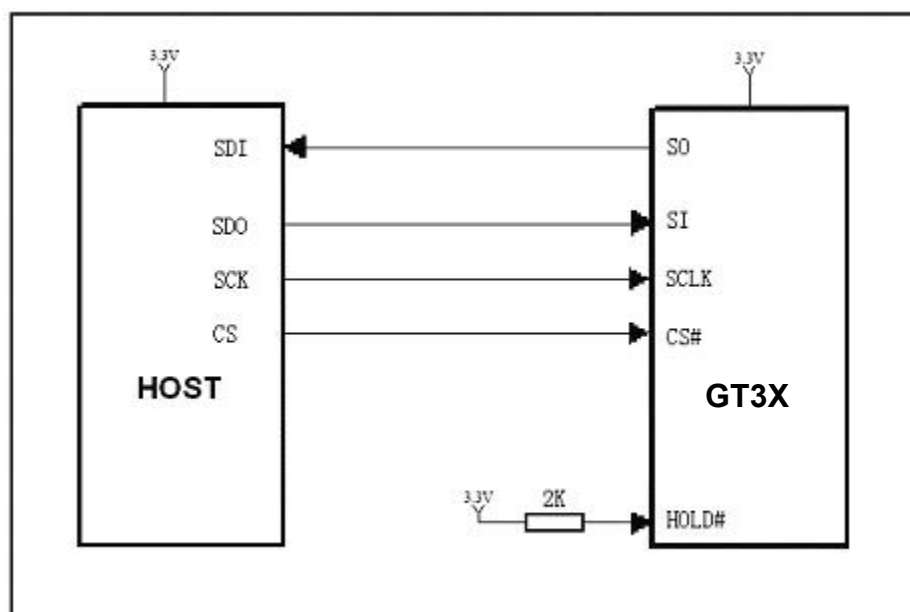 3.3V
3.3V
SDI
SO
SDO
SI
SCK
SCLK
CS
CS#
HOST
GT3X
3.3V
2K
HOLD#